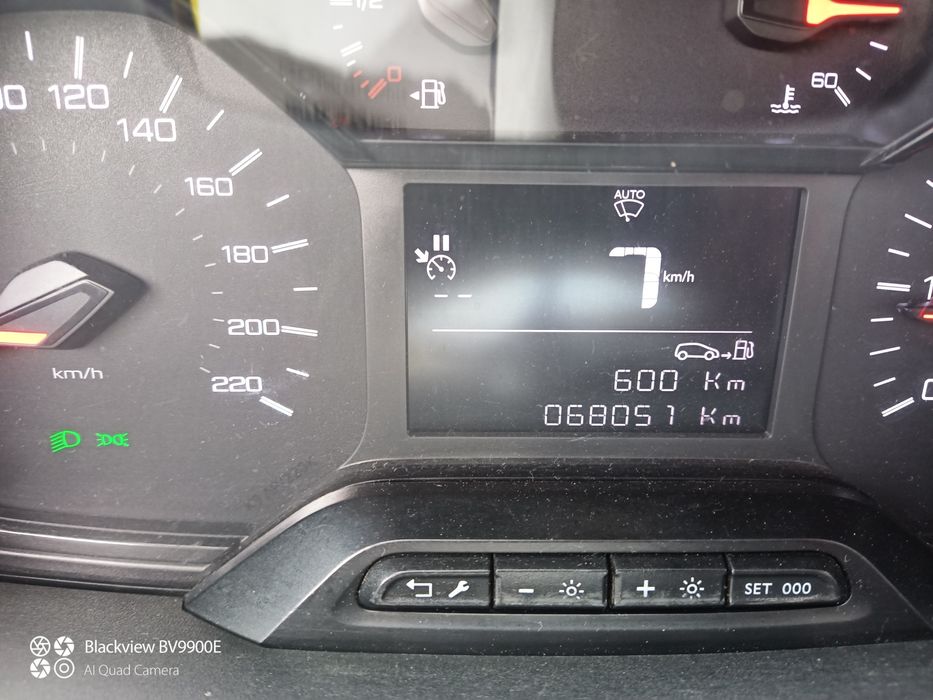 1/2
0
60
120
140
160
180
200
220
km/h
AUTO
7 km/h
-- --
600 Km
068051 Km
- + SET 000
Blackview BV9900E
AI Quad Camera